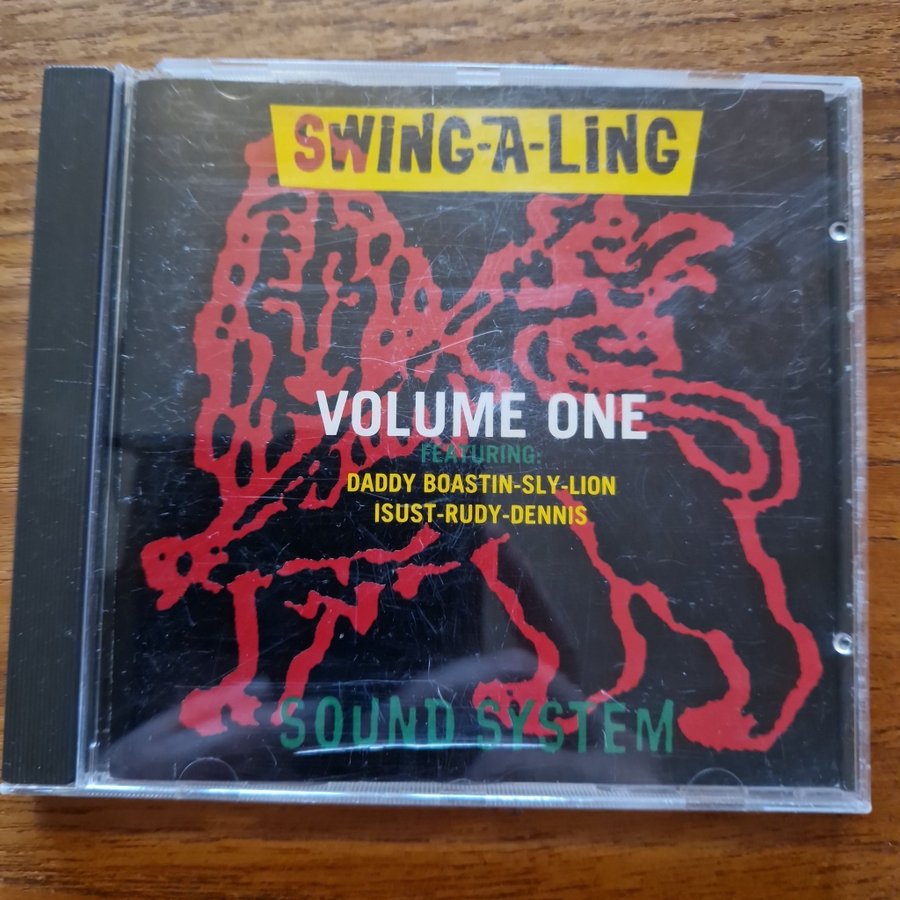 SWING-A-LING
VOLUME ONE
FEATURING:
DADDY BOASTIN-SLY-LION
ISUST-RUDY-DENNIS
SOUND SYSTEM